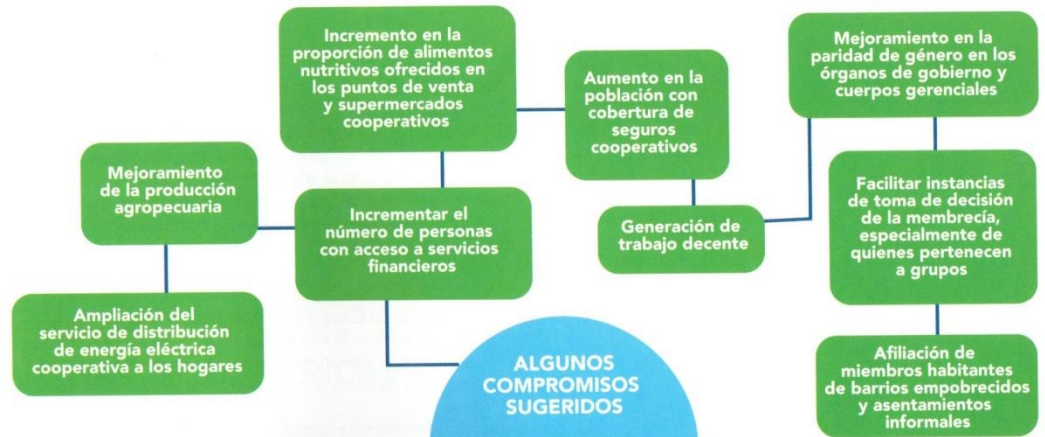 Incremento en la
proporción de alimentos
nutritivos ofrecidos en
los puntos de venta
y supermercados
cooperativos
Aumento en la
población con
cobertura de
seguros
cooperativos
Mejoramiento en la
paridad de género en los
órganos de gobierno y
cuerpos gerenciales
Mejoramiento
de la producción
agropecuaria
Incrementar el
número de personas
con acceso a servicios
financieros
Generación de
trabajo decente
Facilitar instancias
de toma de decisión
de la membrecía,
especialmente de
quienes pertenecen
a grupos
Ampliación del
servicio de distribución
de energía eléctrica
cooperativa a los hogares
ALGUNOS
COMPROMISOS
SUGERIDOS
Afiliación de
miembros habitantes
de barrios empobrecidos
y asentamientos
informales